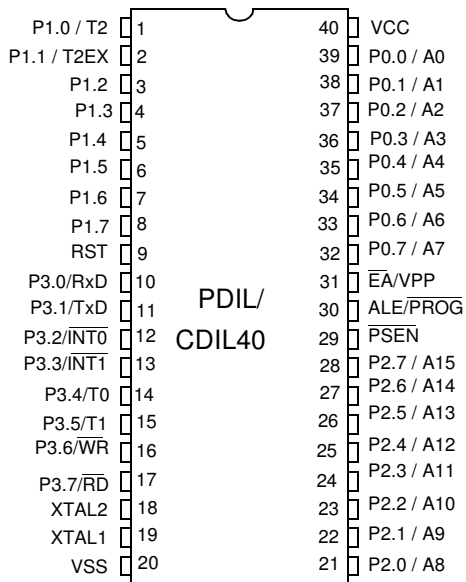 P1.0 / T2 1 40 VCC
P1.1 / T2EX 2 39 P0.0 / A0
P1.2 3 38 P0.1 / A1
P1.3 4 37 P0.2 / A2
P1.4 5 36 P0.3 / A3
P1.5 6 35 P0.4 / A4
P1.6 7 34 P0.5 / A5
P1.7 8 33 P0.6 / A6
RST 9 32 P0.7 / A7
P3.0/RxD 10 31 E̅A̅/VPP
P3.1/TxD 11 PDIL/ 30 ALE/P̅R̅O̅G̅
P3.2/I̅N̅T̅0̅ 12 CDIL40 29 P̅S̅E̅N̅
P3.3/I̅N̅T̅1̅ 13 28 P2.7 / A15
P3.4/T0 14 27 P2.6 / A14
P3.5/T1 15 26 P2.5 / A13
P3.6/W̅R̅ 16 25 P2.4 / A12
P3.7/R̅D̅ 17 24 P2.3 / A11
XTAL2 18 23 P2.2 / A10
XTAL1 19 22 P2.1 / A9
VSS 20 21 P2.0 / A8